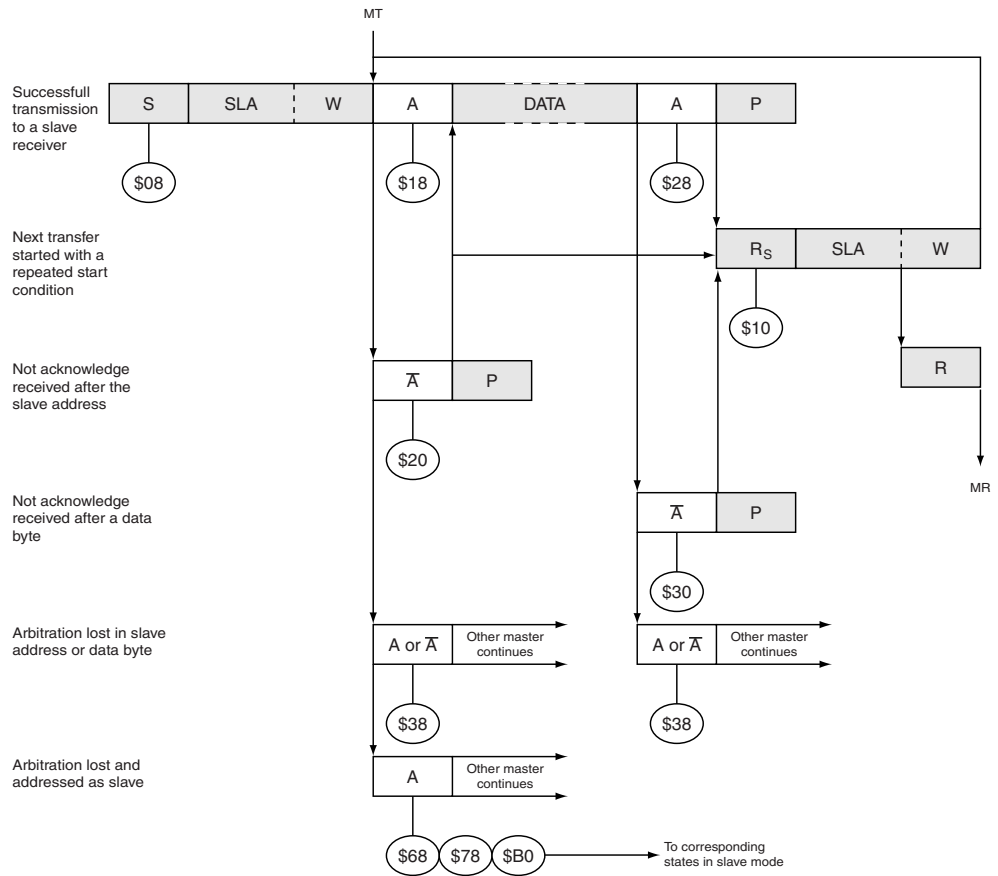 MT
Successfull
transmission
to a slave
receiver
S
SLA
W
A
DATA
A
P
$08
$18
$28
Next transfer
started with a
repeated start
condition
RS
SLA
W
$10
Not acknowledge
received after the
slave address
A̅
P
R
$20
MR
Not acknowledge
received after a data
byte
A̅
P
$30
Arbitration lost in slave
address or data byte
A or A̅
Other master
continues
A or A̅
Other master
continues
$38
$38
Arbitration lost and
addressed as slave
A
Other master
continues
$68
$78
$B0
To corresponding
states in slave mode